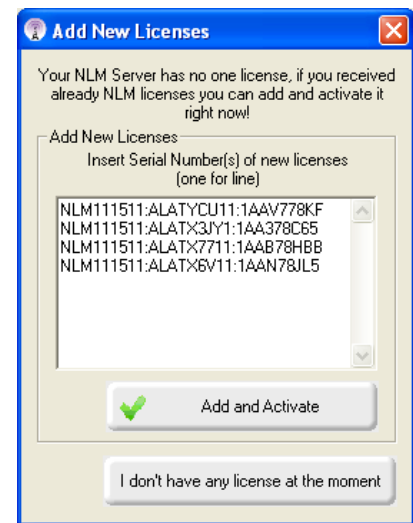 Add New Licenses
Your NLM Server has no one license, if you received
already NLM licenses you can add and activate it
right now!
Add New Licenses
Insert Serial Number(s) of new licenses
(one for line)
NLM111511:ALATYCU11:1AAV778KF
NLM111511:ALATX3JY1:1AA378C65
NLM111511:ALATX7711:1AAB78HBB
NLM111511:ALATX6V11:1AAN78JL5
Add and Activate
I don't have any license at the moment